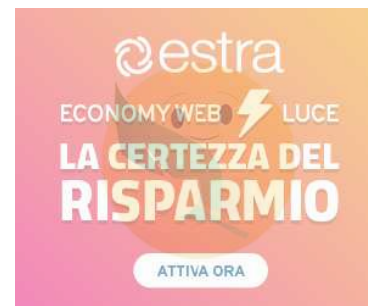 estra
ECONOMY WEB LUCE
LA CERTEZZA DEL
RISPARMIO
ATTIVA ORA